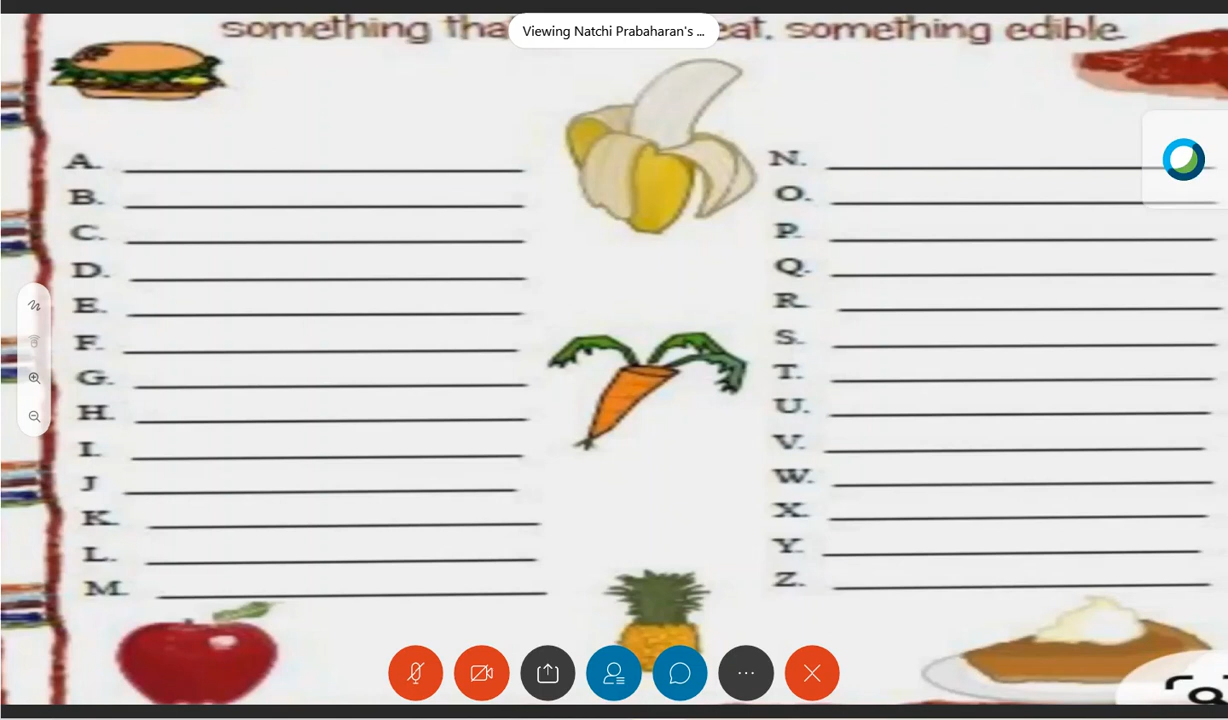 something tha
Viewing Natchi Prabaharan's ...
eat. something edible.
A.
B.
C.
D.
E.
F.
G.
H.
I.
J
K.
L.
M.
N.
O.
P.
Q.
R.
S.
T.
U.
V.
W.
X.
Y.
Z.